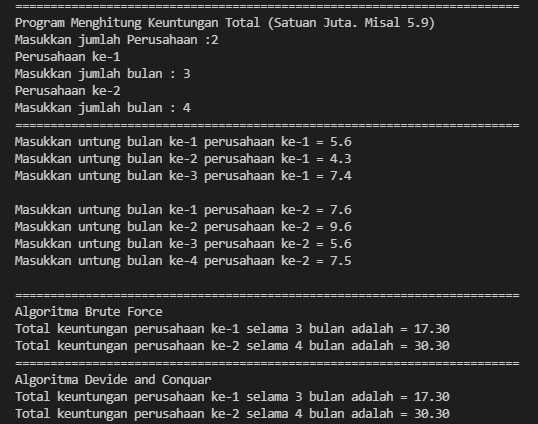 ========================================================================
Program Menghitung Keuntungan Total (Satuan Juta. Misal 5.9)
Masukkan jumlah Perusahaan :2
Perusahaan ke-1
Masukkan jumlah bulan : 3
Perusahaan ke-2
Masukkan jumlah bulan : 4
========================================================================
Masukkan untung bulan ke-1 perusahaan ke-1 = 5.6
Masukkan untung bulan ke-2 perusahaan ke-1 = 4.3
Masukkan untung bulan ke-3 perusahaan ke-1 = 7.4

Masukkan untung bulan ke-1 perusahaan ke-2 = 7.6
Masukkan untung bulan ke-2 perusahaan ke-2 = 9.6
Masukkan untung bulan ke-3 perusahaan ke-2 = 5.6
Masukkan untung bulan ke-4 perusahaan ke-2 = 7.5

========================================================================
Algoritma Brute Force
Total keuntungan perusahaan ke-1 selama 3 bulan adalah = 17.30
Total keuntungan perusahaan ke-2 selama 4 bulan adalah = 30.30
========================================================================
Algoritma Devide and Conquar
Total keuntungan perusahaan ke-1 selama 3 bulan adalah = 17.30
Total keuntungan perusahaan ke-2 selama 4 bulan adalah = 30.30